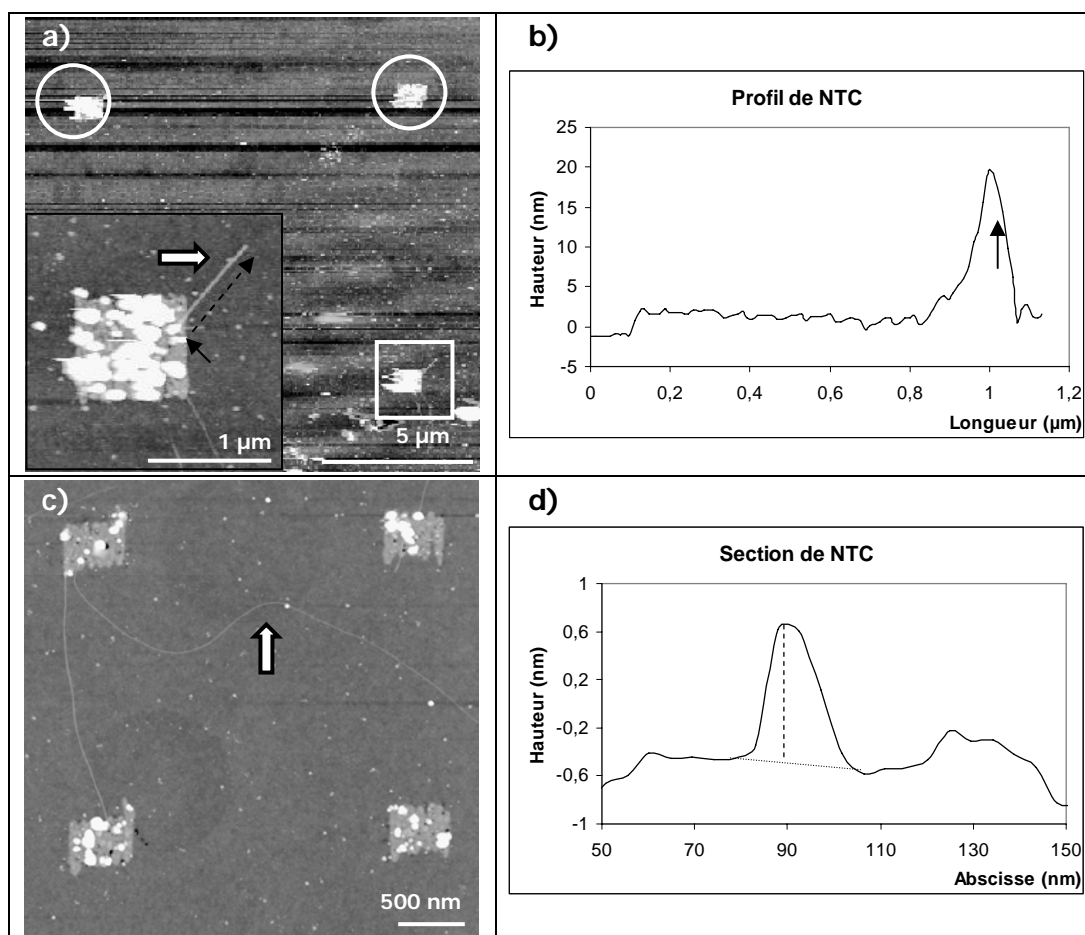 a)
1 µm
5 µm
b)
Profil de NTC
Hauteur (nm)
25
20
15
10
5
0
-5
0
0,2
0,4
0,6
0,8
1
1,2
Longueur (µm)
c)
500 nm
d)
Section de NTC
Hauteur (nm)
1
0,6
0,2
-0,2
-0,6
-1
50
70
90
110
130
150
Abscisse (nm)